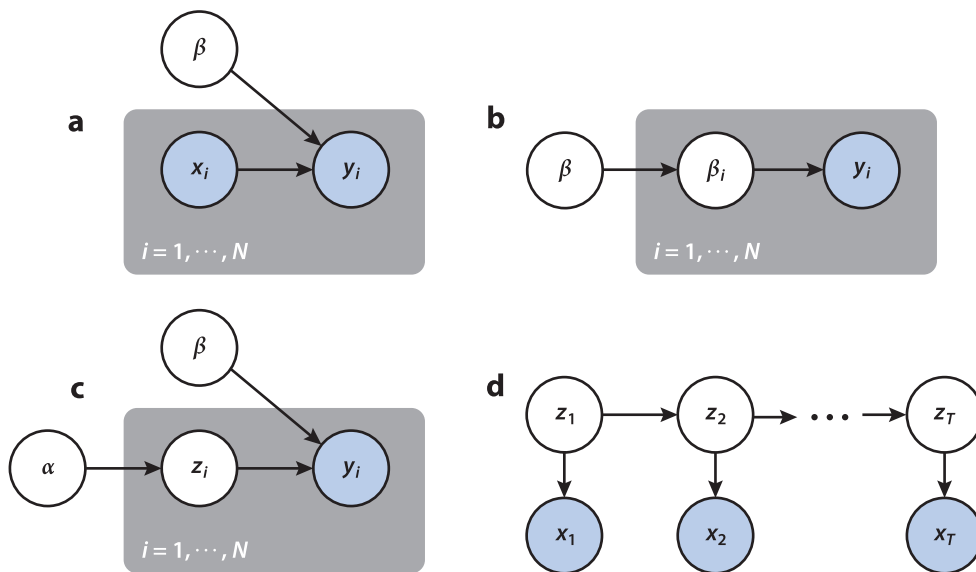 a
β
x_i
y_i
i = 1, ⋯, N
b
β
β_i
y_i
i = 1, ⋯, N
c
β
α
z_i
y_i
i = 1, ⋯, N
d
z_1
z_2
•••
z_T
x_1
x_2
x_T